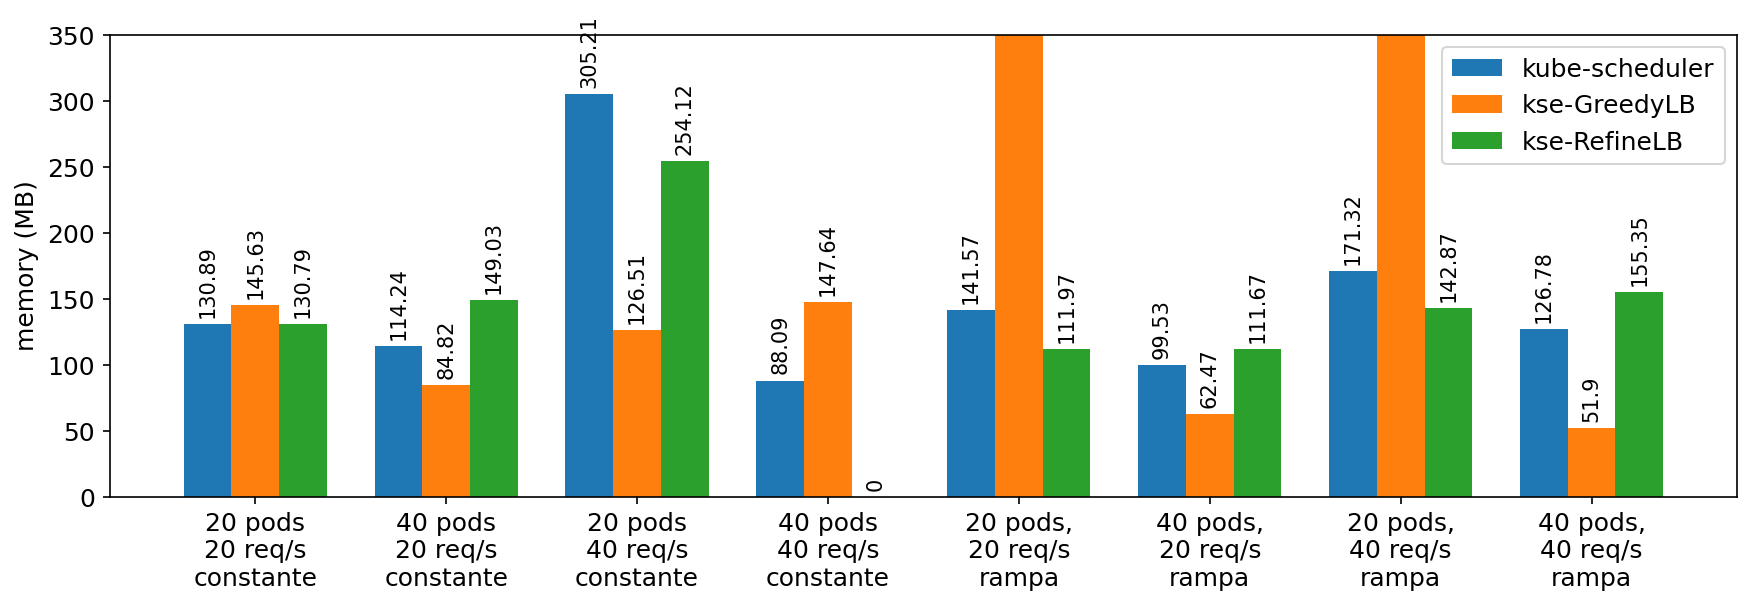 350
300
250
200
150
100
50
0
memory (MB)
kube-scheduler
kse-GreedyLB
kse-RefineLB
130.89
145.63
130.79
114.24
84.82
149.03
305.21
126.51
254.12
88.09
147.64
0
141.57
111.97
99.53
62.47
111.67
171.32
142.87
126.78
51.9
155.35
20 pods
20 req/s
constante
40 pods
20 req/s
constante
20 pods
40 req/s
constante
40 pods
40 req/s
constante
20 pods,
20 req/s
rampa
40 pods,
20 req/s
rampa
20 pods,
40 req/s
rampa
40 pods,
40 req/s
rampa